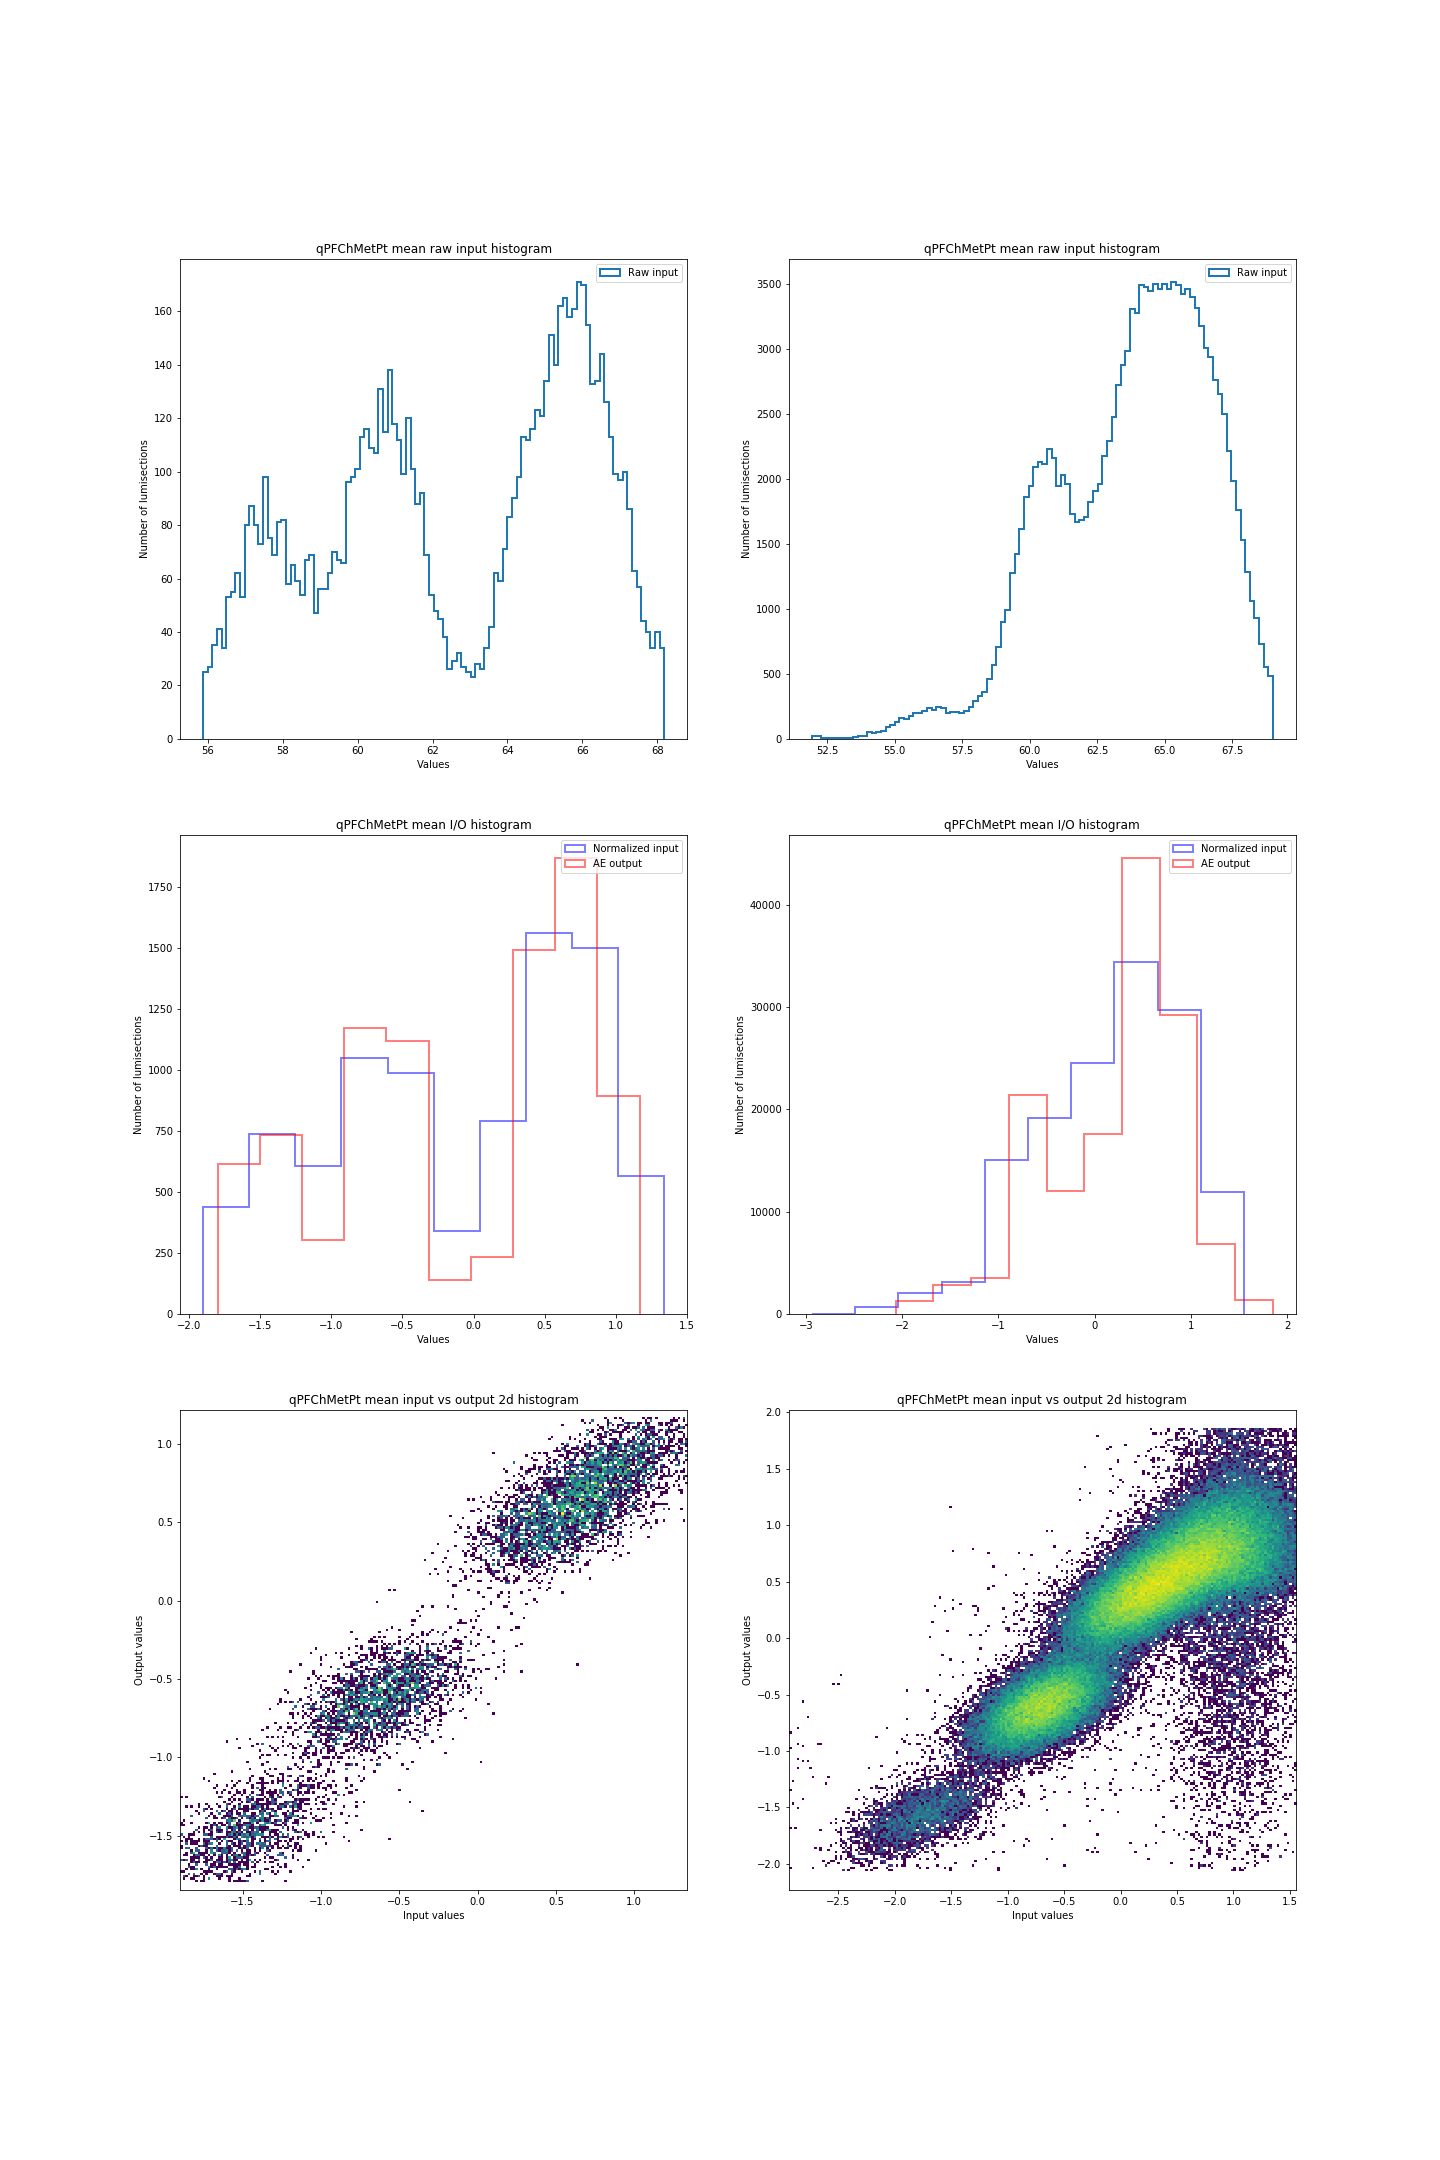 qPFChMetPt mean raw input histogram
Raw input
Number of lumisections
160
140
120
100
80
60
40
20
0
56 58 60 62 64 66 68
Values
qPFChMetPt mean raw input histogram
Raw input
Number of lumisections
3500
3000
2500
2000
1500
1000
500
0
52.5 55.0 57.5 60.0 62.5 65.0 67.5
Values
qPFChMetPt mean I/O histogram
Normalized input
AE output
Number of lumisections
1750
1500
1250
1000
750
500
250
0
−2.0 −1.5 −1.0 −0.5 0.0 0.5 1.0 1.5
Values
qPFChMetPt mean I/O histogram
Normalized input
AE output
Number of lumisections
40000
30000
20000
10000
0
−3 −2 −1 0 1 2
Values
qPFChMetPt mean input vs output 2d histogram
Output values
1.0
0.5
0.0
−0.5
−1.0
−1.5
−1.5 −1.0 −0.5 0.0 0.5 1.0
Input values
qPFChMetPt mean input vs output 2d histogram
Output values
2.0
1.5
1.0
0.5
0.0
−0.5
−1.0
−1.5
−2.0
−2.5 −2.0 −1.5 −1.0 −0.5 0.0 0.5 1.0 1.5
Input values